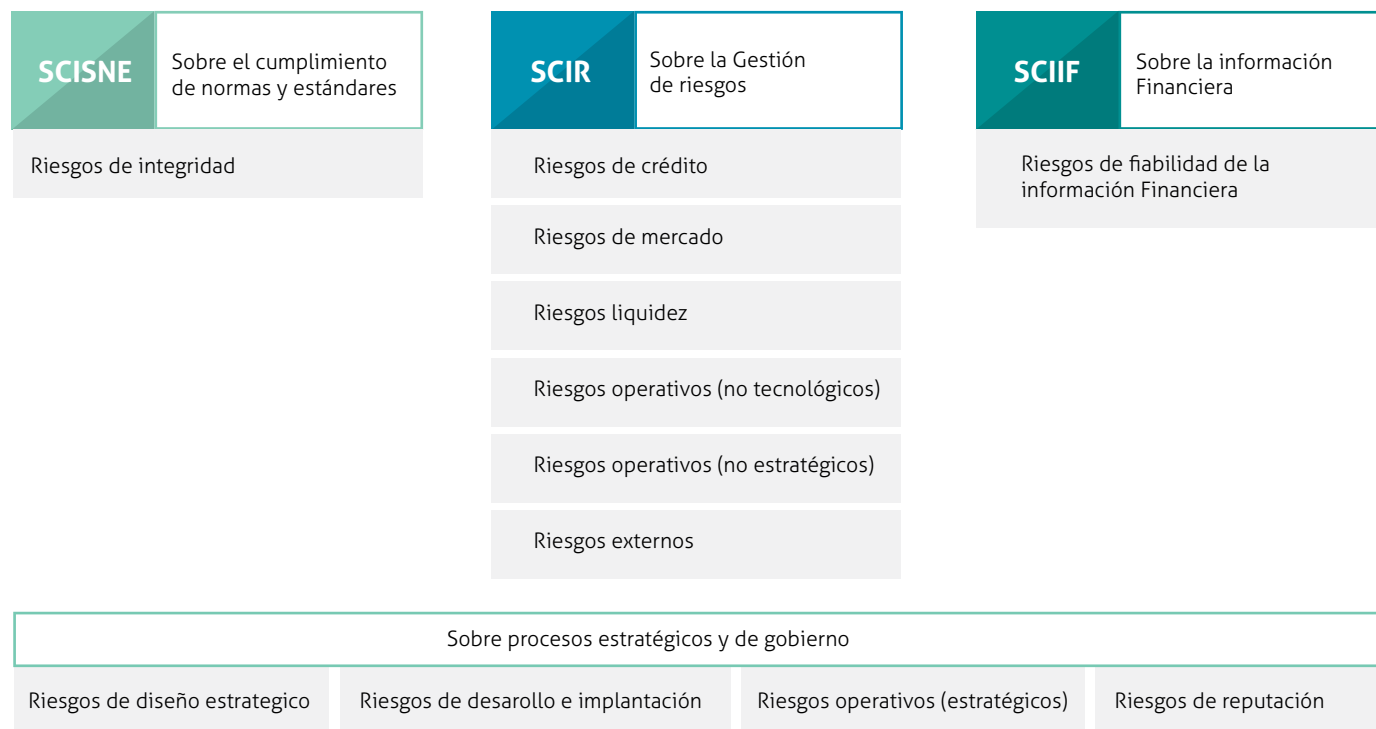 SCISNE
Sobre el cumplimiento
de normas y estándares
Riesgos de integridad
SCIR
Sobre la Gestión
de riesgos
Riesgos de crédito
Riesgos de mercado
Riesgos liquidez
Riesgos operativos (no tecnológicos)
Riesgos operativos (no estratégicos)
Riesgos externos
SCIIF
Sobre la información
Financiera
Riesgos de fiabilidad de la
información Financiera
Sobre procesos estratégicos y de gobierno
Riesgos de diseño estrategico
Riesgos de desarollo e implantación
Riesgos operativos (estratégicos)
Riesgos de reputación